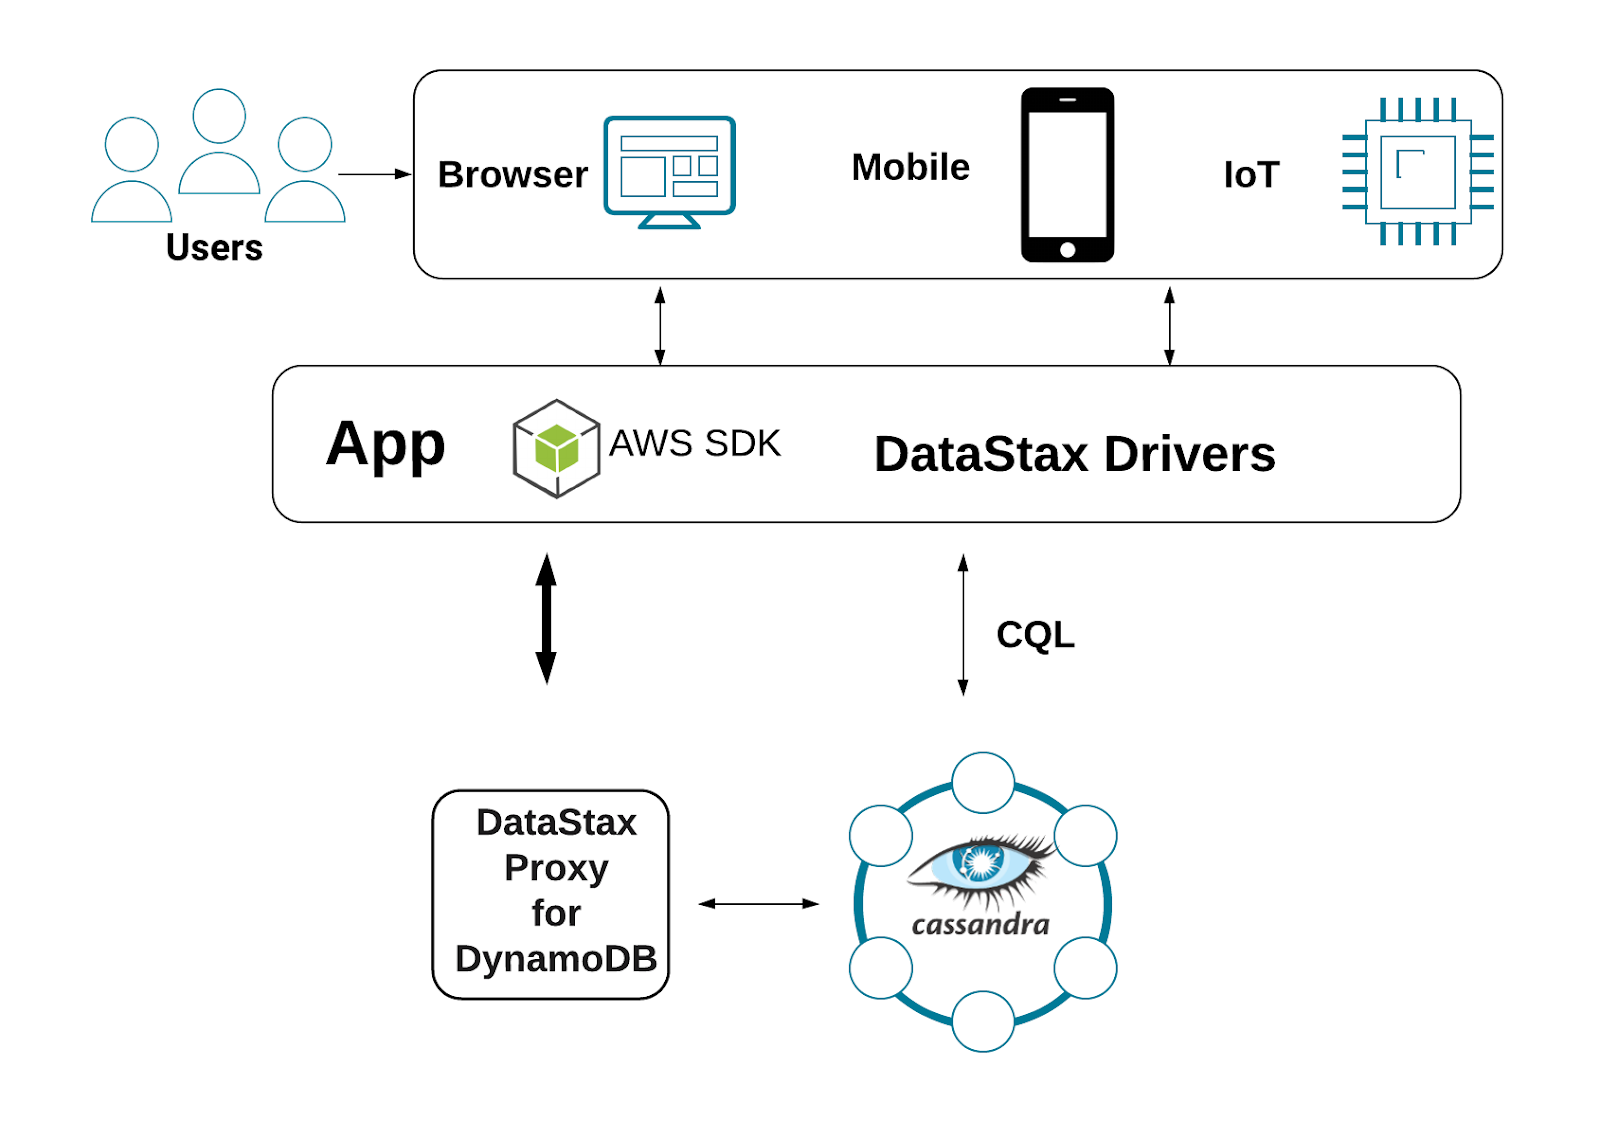 Users
Browser
Mobile
IoT
App
AWS SDK
DataStax Drivers
CQL
DataStax
Proxy
for
DynamoDB
cassandra